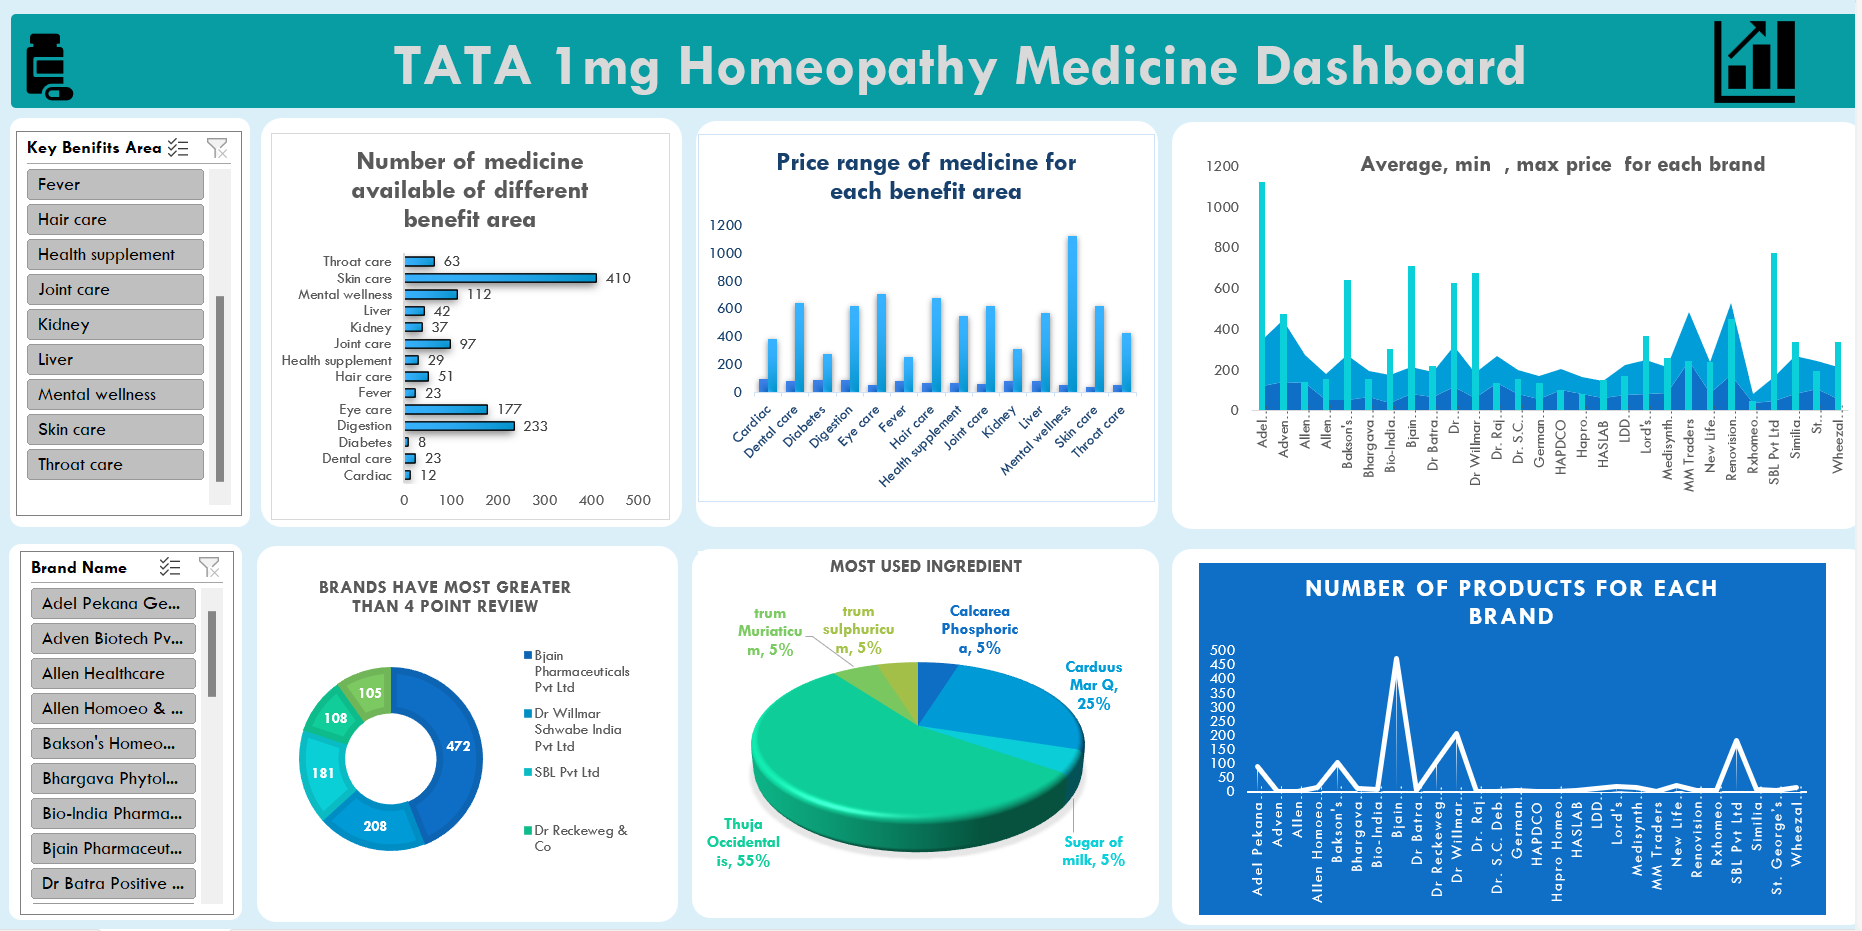 TATA 1mg Homeopathy Medicine Dashboard
Key Benifits Area
Fever
Hair care
Health supplement
Joint care
Kidney
Liver
Mental wellness
Skin care
Throat care
Number of medicine
available of different
benefit area
Throat care 63
Skin care 410
Mental wellness 112
Liver 42
Kidney 37
Joint care 97
Health supplement 29
Hair care 51
Fever 23
Eye care 177
Digestion 233
Diabetes 8
Dental care 23
Cardiac 12
0 100 200 300 400 500
Price range of medicine for
each benefit area
1200
1000
800
600
400
200
0
Cardiac
Dental care
Diabetes
Digestion
Eye care
Fever
Hair care
Health supplement
Joint care
Kidney
Liver
Mental wellness
Skin care
Throat care
Average, min , max price for each brand
1200
1000
800
600
400
200
0
Adel...
Adven...
Allen...
Allen...
Bakson's...
Bhargava...
Bio-India...
Bjain...
Dr Batra...
Dr...
Dr Willmar...
Dr. Raj...
Dr. S.C...
German...
HAPDCO
Hapro...
HASLAB
LDD...
Lord's...
Medisynth...
MM Traders
New Life...
Renovision...
Rxhomeo...
SBL Pvt Ltd
Similia...
St...
Wheezal...
Brand Name
Adel Pekana Ge...
Adven Biotech Pv...
Allen Healthcare
Allen Homoeo & ...
Bakson's Homeo...
Bhargava Phytol...
Bio-India Pharma...
Bjain Pharmaceut...
Dr Batra Positive ...
BRANDS HAVE MOST GREATER
THAN 4 POINT REVIEW
472
208
181
108
105
Bjain
Pharmaceuticals
Pvt Ltd
Dr Willmar
Schwabe India
Pvt Ltd
SBL Pvt Ltd
Dr Reckeweg &
Co
MOST USED INGREDIENT
trum
Muriaticu
m, 5%
trum
sulphuricu
m, 5%
Calcarea
Phosphoric
a, 5%
Carduus
Mar Q,
25%
Thuja
Occidental
is, 55%
Sugar of
milk, 5%
NUMBER OF PRODUCTS FOR EACH
BRAND
500
450
400
350
300
250
200
150
100
50
0
Adel Pekana...
Adven...
Allen...
Allen Homoeo...
Bakson's...
Bhargava...
Bio-India...
Bjain...
Dr Batra...
Dr Reckeweg...
Dr Willmar...
Dr. Raj...
Dr. S.C. Deb...
German...
HAPDCO
Hapro Homeo...
HASLAB
LDD...
Lord's...
Medisynth...
MM Traders
New Life...
Renovision...
Rxhomeo...
SBL Pvt Ltd
Similia...
St. George's...
Wheezal...